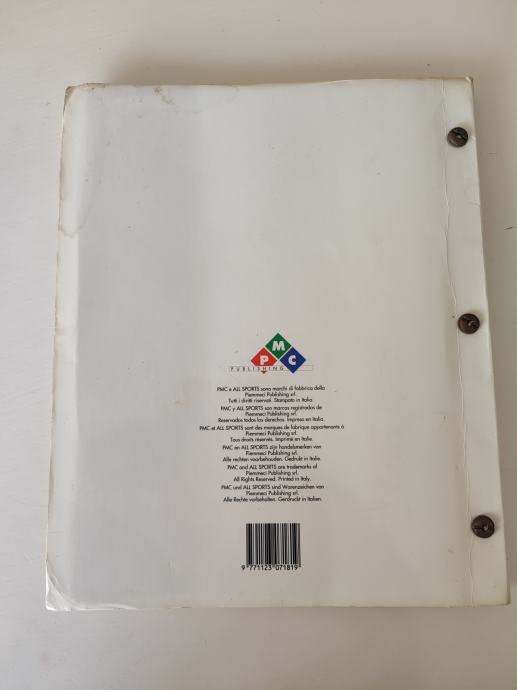 PMC
PUBLISHING
PMC e ALL SPORTS sono marchi di fabbrica della
Piemmeci Publishing srl.
Tutti i diritti riservati. Stampato in Italia.
PMC y ALL SPORTS son marcas registradas de
Piemmeci Publishing srl.
Reservados todos los derechos. Impreso en Italia.
PMC et ALL SPORTS sont des marques de fabrique appartenants à
Piemmeci Publishing srl.
Tous droits réservés. Imprimé en Italie.
PMC en ALL SPORTS zijn handelsmerken van
Piemmeci Publishing srl.
Alle rechten voorbehouden. Gedrukt in Italie.
PMC and ALL SPORTS are trademarks of
Piemmeci Publishing srl.
All Rights Reserved. Printed in Italy.
PMC und ALL SPORTS sind Warenzeichen von
Piemmeci Publishing srl.
Alle Rechte vorbehalten. Gerdruckt in Italien.
9 771123 071819